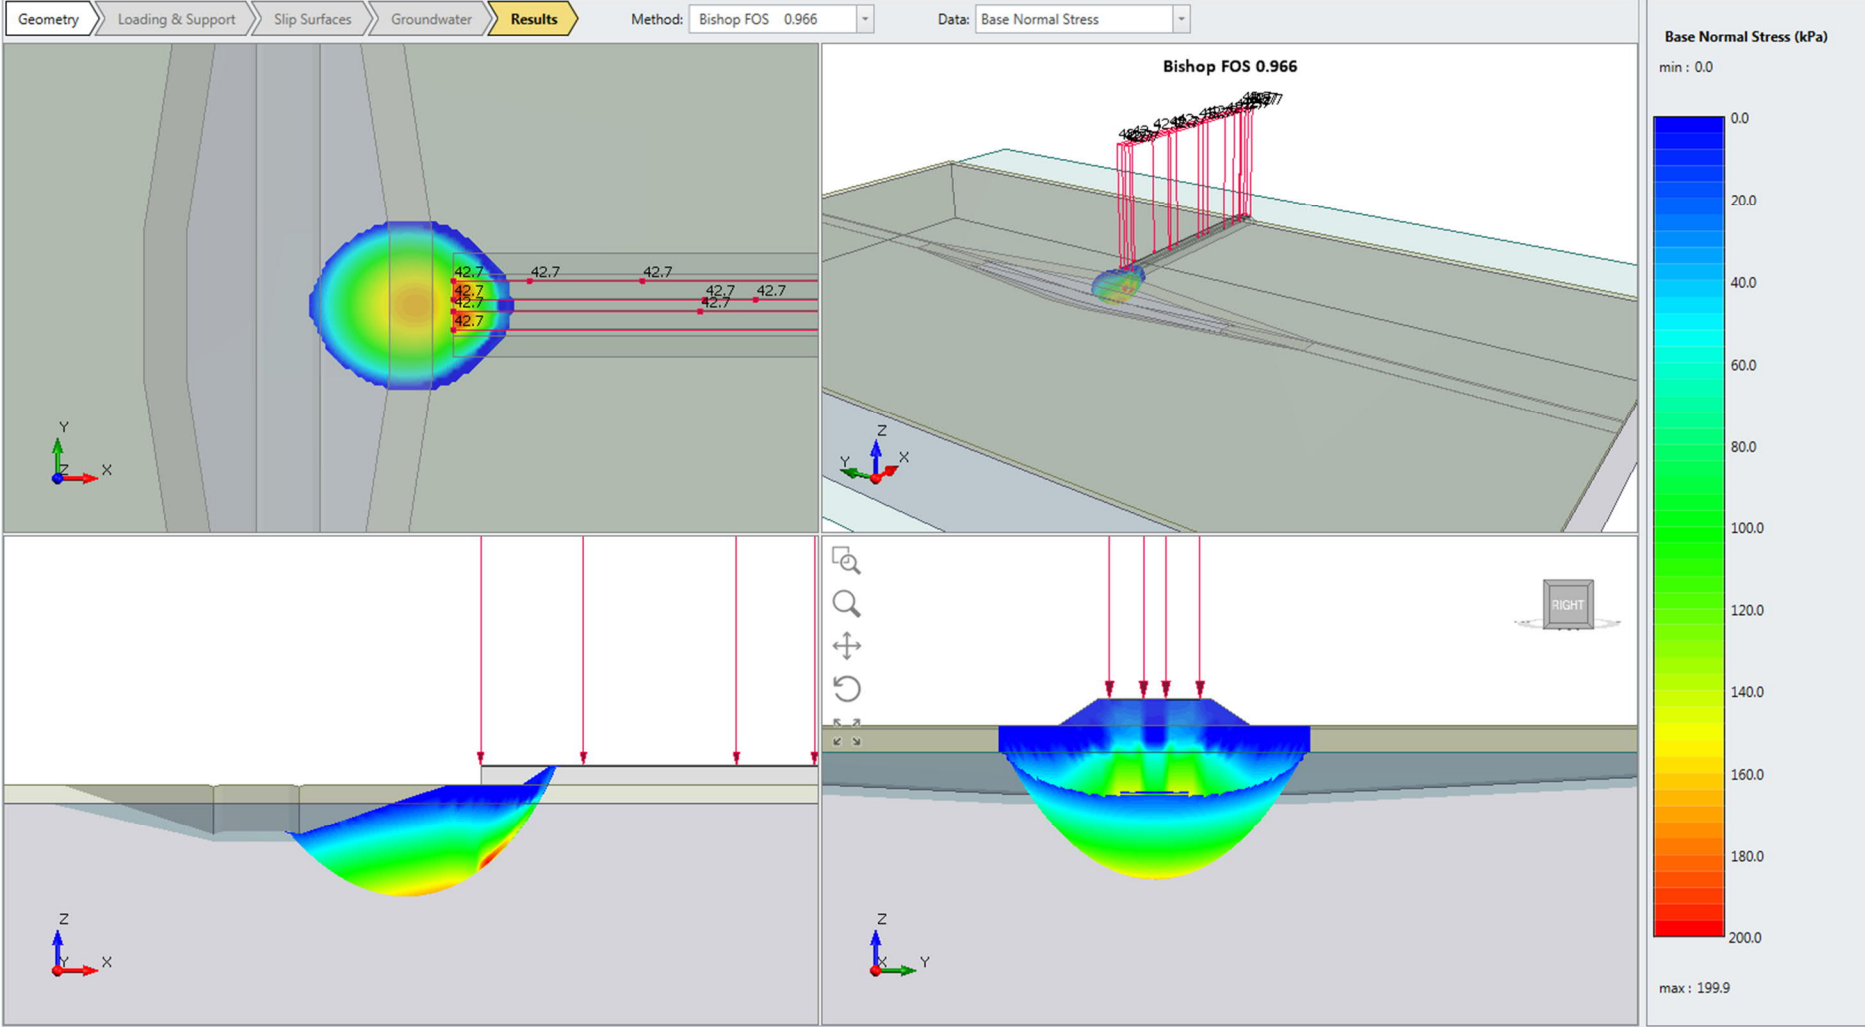 Geometry
Loading & Support
Slip Surfaces
Groundwater
Results
Method: Bishop FOS 0.966
Data: Base Normal Stress
42.7 42.7 42.7
42.7 42.7 42.7
42.7 42.7
42.7
Y
Z X
Bishop FOS 0.966
Z
Y X
Z
Y X
RIGHT
Z
X Y
Base Normal Stress (kPa)
min : 0.0
0.0
20.0
40.0
60.0
80.0
100.0
120.0
140.0
160.0
180.0
200.0
max : 199.9